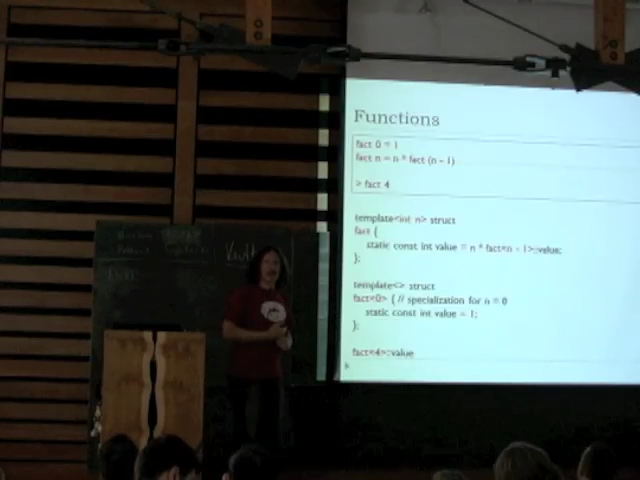 Functions
fact 0 = 1
fact n = n * fact (n - 1)
> fact 4
template<int n> struct
fact {
static const int value = n * fact<n - 1>::value;
};
template<> struct
fact<0> { // specialization for n = 0
static const int value = 1;
};
fact<4>::value